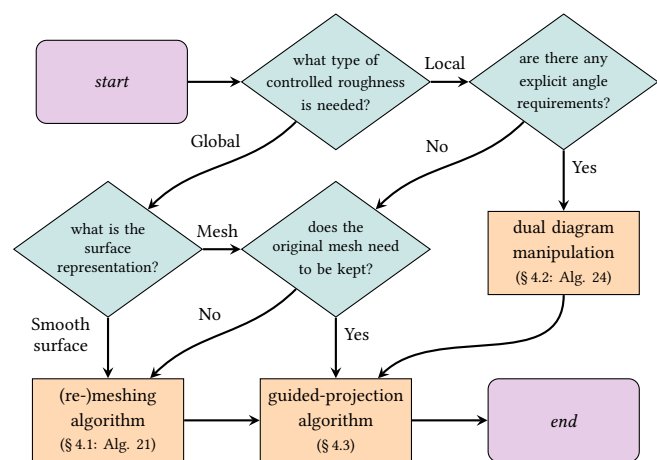 start
what type of
controlled roughness
is needed?
Local
are there any
explicit angle
requirements?
Global
No
Yes
what is the
surface
representation?
Mesh
does the
original mesh need
to be kept?
dual diagram
manipulation
(§ 4.2: Alg. 24)
Smooth
surface
No
Yes
(re-)meshing
algorithm
(§ 4.1: Alg. 21)
guided-projection
algorithm
(§ 4.3)
end